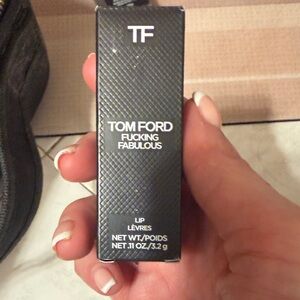 TF
TOM FORD
FUCKING
FABULOUS
LIP
LÈVRES
NET WT./POIDS
NET .11 OZ./3.2 g